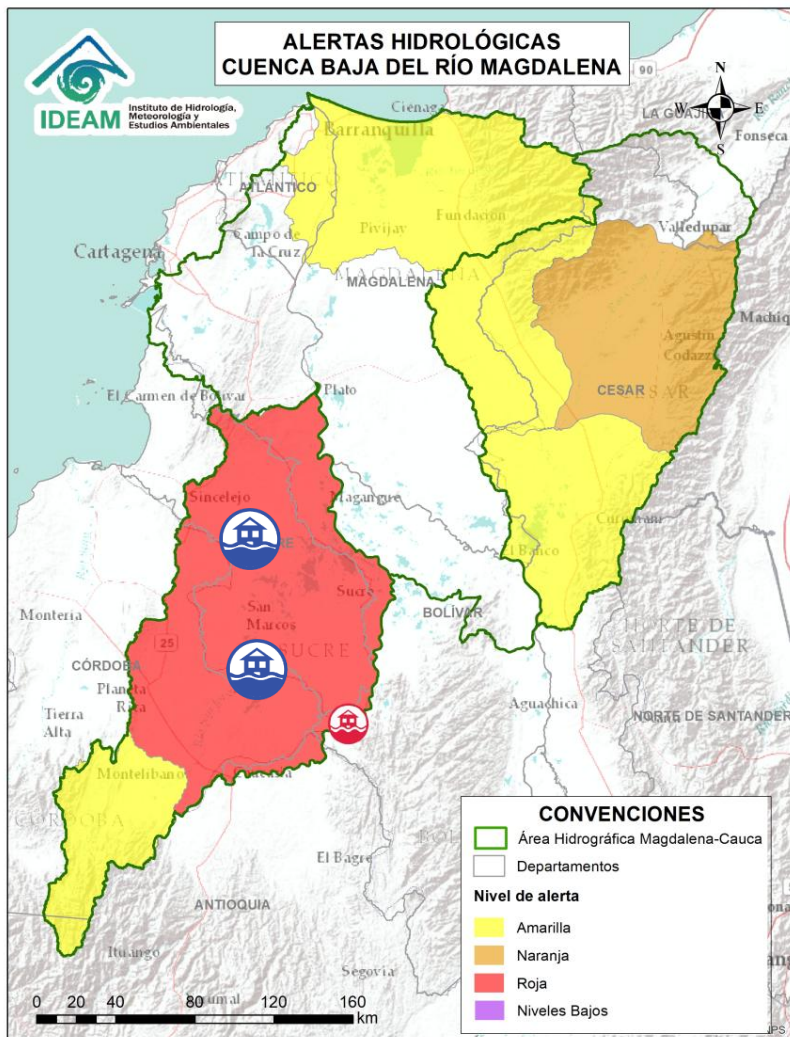 ALERTAS HIDROLÓGICAS
CUENCA BAJA DEL RÍO MAGDALENA
IDEAM
Instituto de Hidrología,
Meteorología y
Estudios Ambientales
N
W
E
S
90
Ciénaga
LA GUAJIRA
Fonseca
Barranquilla
ATLÁNTICO
Valledupar
Pivijay
Fundación
Cartagena
Campo de
la Cruz
MAGDALENA
Agustín
Codazzi
CESAR
El Carmen de Bolívar
Plato
Sincelejo
Magangué
El Banco
Sucre
BOLÍVAR
San
Marcos
SUCRE
Montería
25
CÓRDOBA
Planeta
Rica
Tierra
Alta
NORTE DE
SANTANDER
Aguachica
NORTE DE SANTANDER
Montelíbano
CÓRDOBA
El Bagre
ANTIOQUIA
Ituango
Segovia
CONVENCIONES
Área Hidrográfica Magdalena-Cauca
Departamentos
Nivel de alerta
Amarilla
Naranja
Roja
Niveles Bajos
0 20 40 80 120 160
km